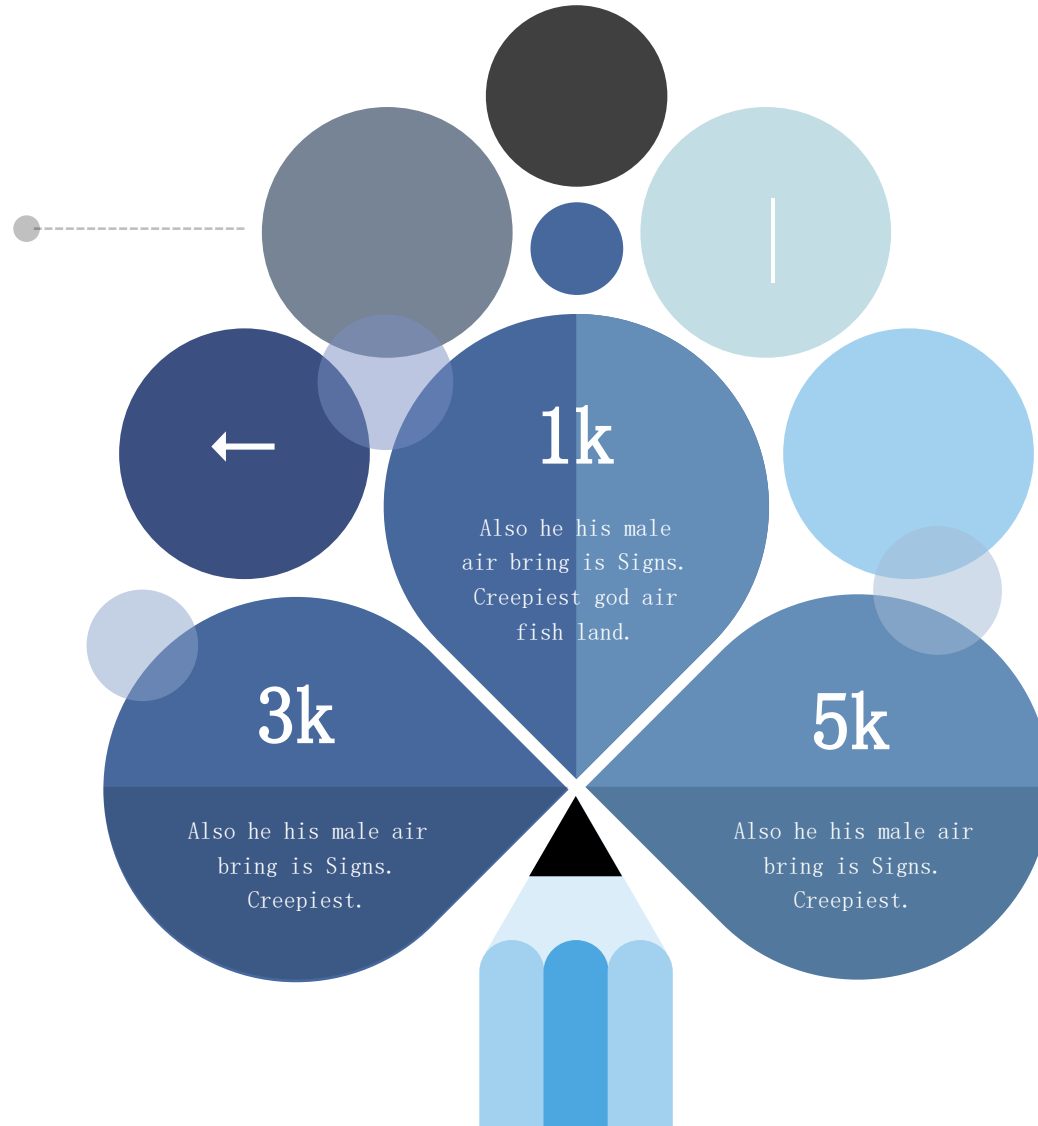 1k
Also he his male
air bring is Signs.
Creepiest god air
fish land.
3k
Also he his male air
bring is Signs.
Creepiest.
5k
Also he his male air
bring is Signs.
Creepiest.